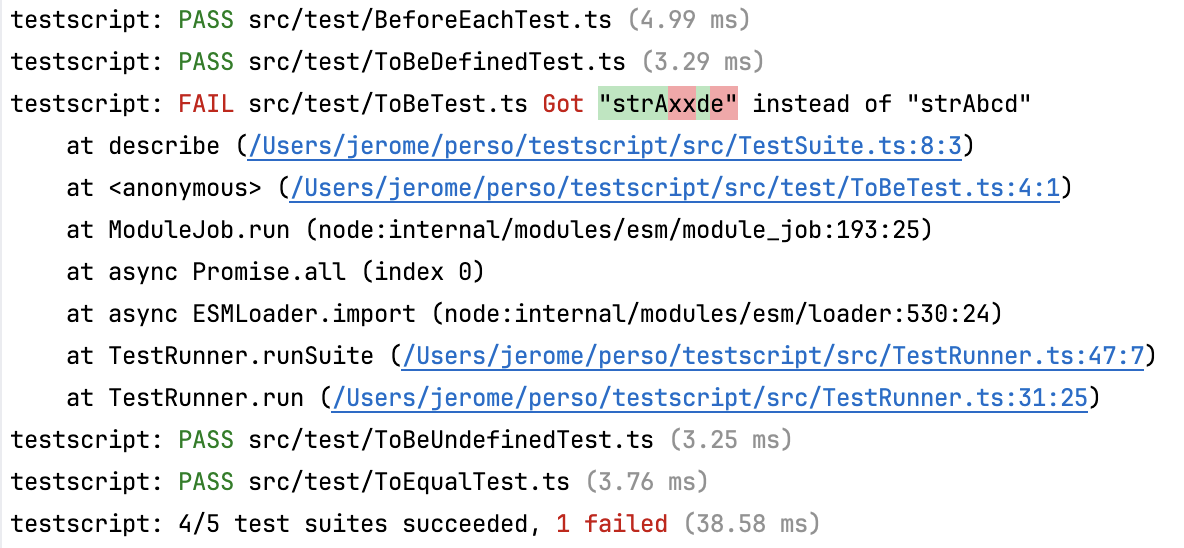 testscript: PASS src/test/BeforeEachTest.ts (4.99 ms)
testscript: PASS src/test/ToBeDefinedTest.ts (3.29 ms)
testscript: FAIL src/test/ToBeTest.ts Got "strAxxde" instead of "strAbcd"
    at describe (/Users/jerome/perso/testscript/src/TestSuite.ts:8:3)
    at <anonymous> (/Users/jerome/perso/testscript/src/test/ToBeTest.ts:4:1)
    at ModuleJob.run (node:internal/modules/esm/module_job:193:25)
    at async Promise.all (index 0)
    at async ESMLoader.import (node:internal/modules/esm/loader:530:24)
    at TestRunner.runSuite (/Users/jerome/perso/testscript/src/TestRunner.ts:47:7)
    at TestRunner.run (/Users/jerome/perso/testscript/src/TestRunner.ts:31:25)
testscript: PASS src/test/ToBeUndefinedTest.ts (3.25 ms)
testscript: PASS src/test/ToEqualTest.ts (3.76 ms)
testscript: 4/5 test suites succeeded, 1 failed (38.58 ms)